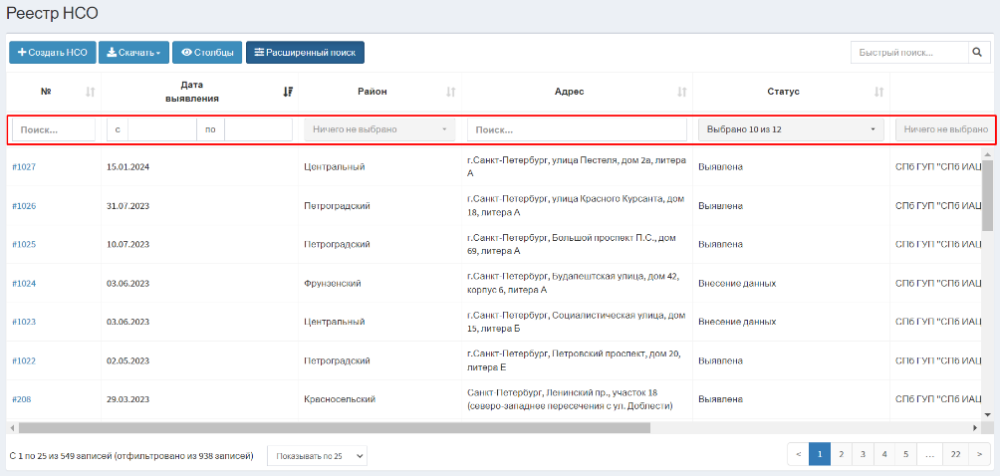 Реестр НСО
Создать НСО Скачать Столбцы Расширенный поиск Быстрый поиск...
№ Дата выявления Район Адрес Статус
Поиск... с по Ничего не выбрано Поиск... Выбрано 10 из 12 Ничего не выбрано
#1027 15.01.2024 Центральный г.Санкт-Петербург, улица Пестеля, дом 2а, литера
А Выявлена СПб ГУП "СПб ИАЦ
#1026 31.07.2023 Петроградский г.Санкт-Петербург, улица Красного Курсанта, дом
18, литера А Выявлена СПб ГУП "СПб ИАЦ
#1025 10.07.2023 Петроградский г.Санкт-Петербург, Большой проспект П.С., дом
69, литера А Выявлена СПб ГУП "СПб ИАЦ
#1024 03.06.2023 Фрунзенский г.Санкт-Петербург, Будапештская улица, дом 42,
корпус 6, литера А Внесение данных СПб ГУП "СПб ИАЦ
#1023 03.06.2023 Центральный г.Санкт-Петербург, Социалистическая улица, дом
15, литера Б Внесение данных СПб ГУП "СПб ИАЦ
#1022 02.05.2023 Петроградский г.Санкт-Петербург, Петровский проспект, дом 20,
литера Е Выявлена СПб ГУП "СПб ИАЦ
#208 29.03.2023 Красносельский Санкт-Петербург, Ленинский пр., участок 18
(северо-западнее пересечения с ул. Доблести) Выявлена СПб ГУП "СПб ИАЦ
С 1 по 25 из 549 записей (отфильтровано из 938 записей) Показывать по 25 < 1 2 3 4 5 ... 22 >